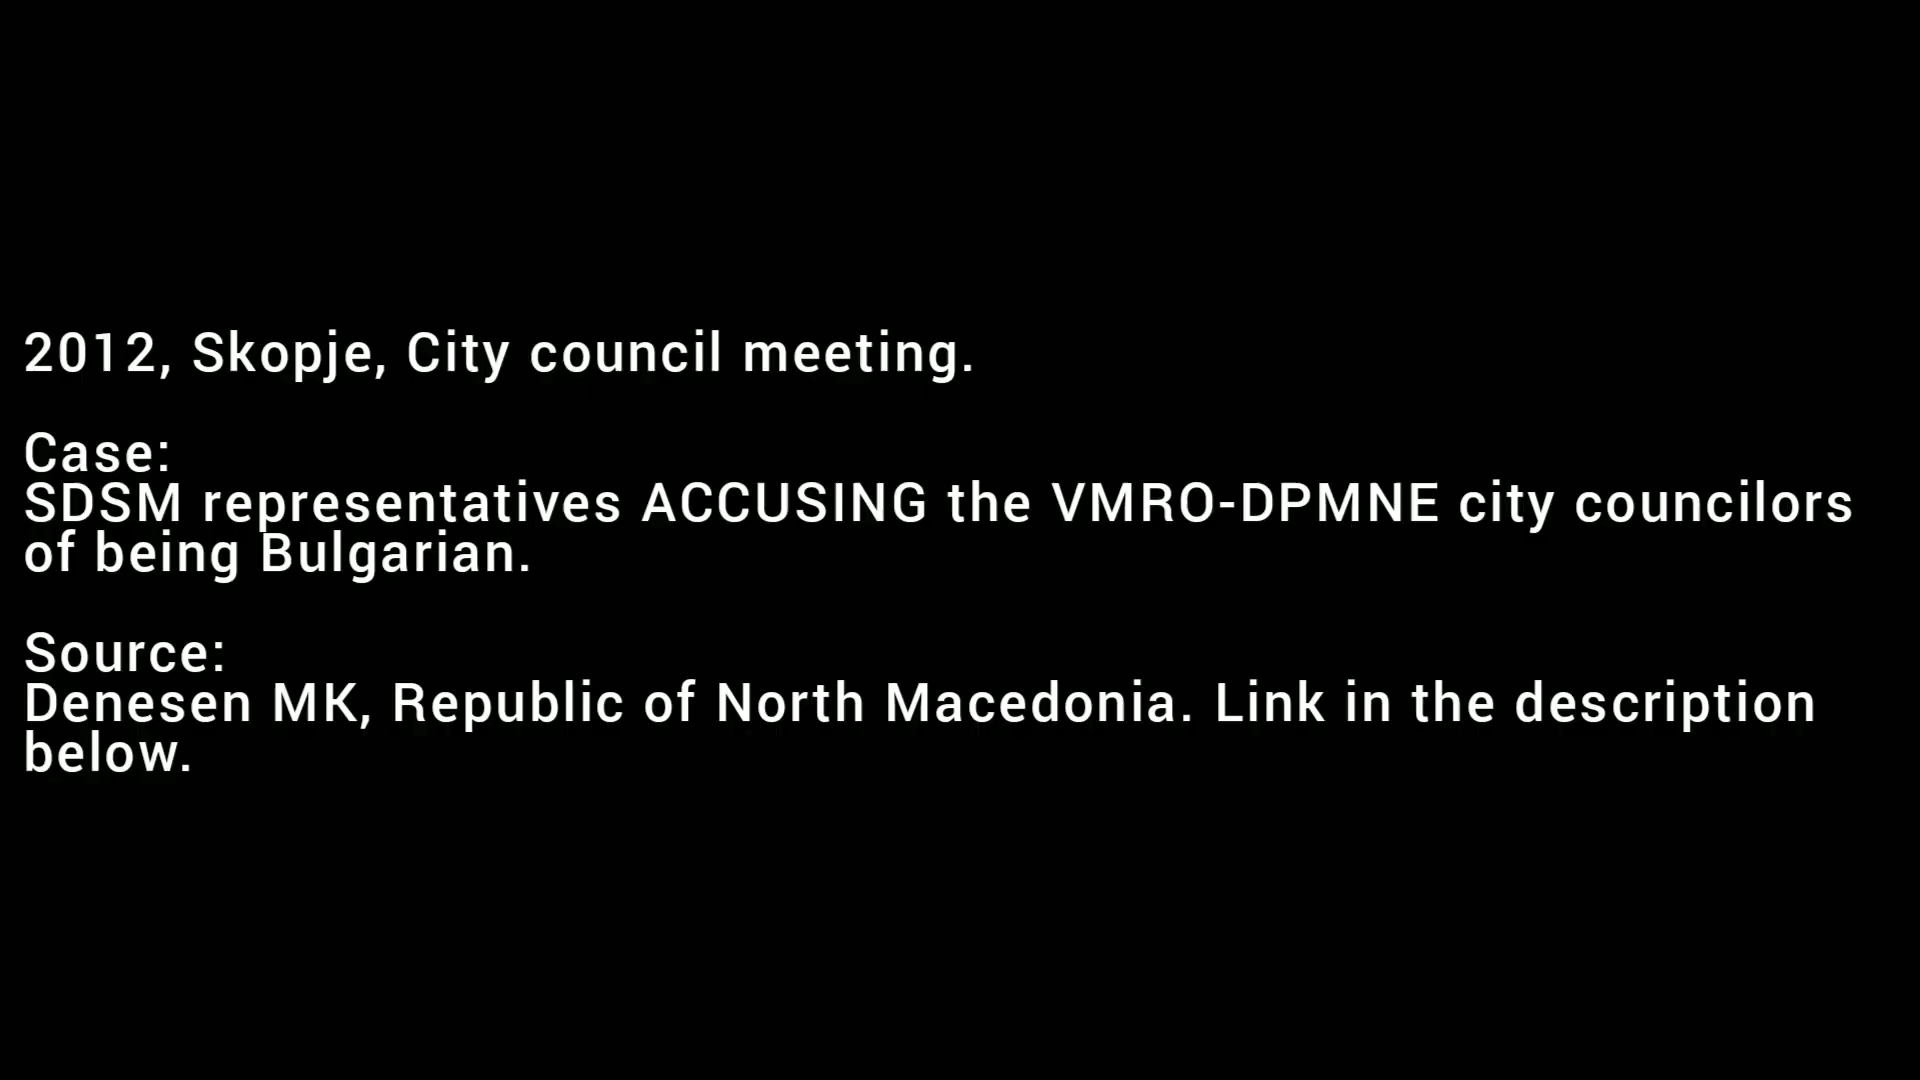 2012, Skopje, City council meeting.
Case:
SDSM representatives ACCUSING the VMRO-DPMNE city councilors
of being Bulgarian.
Source:
Denesen MK, Republic of North Macedonia. Link in the description
below.